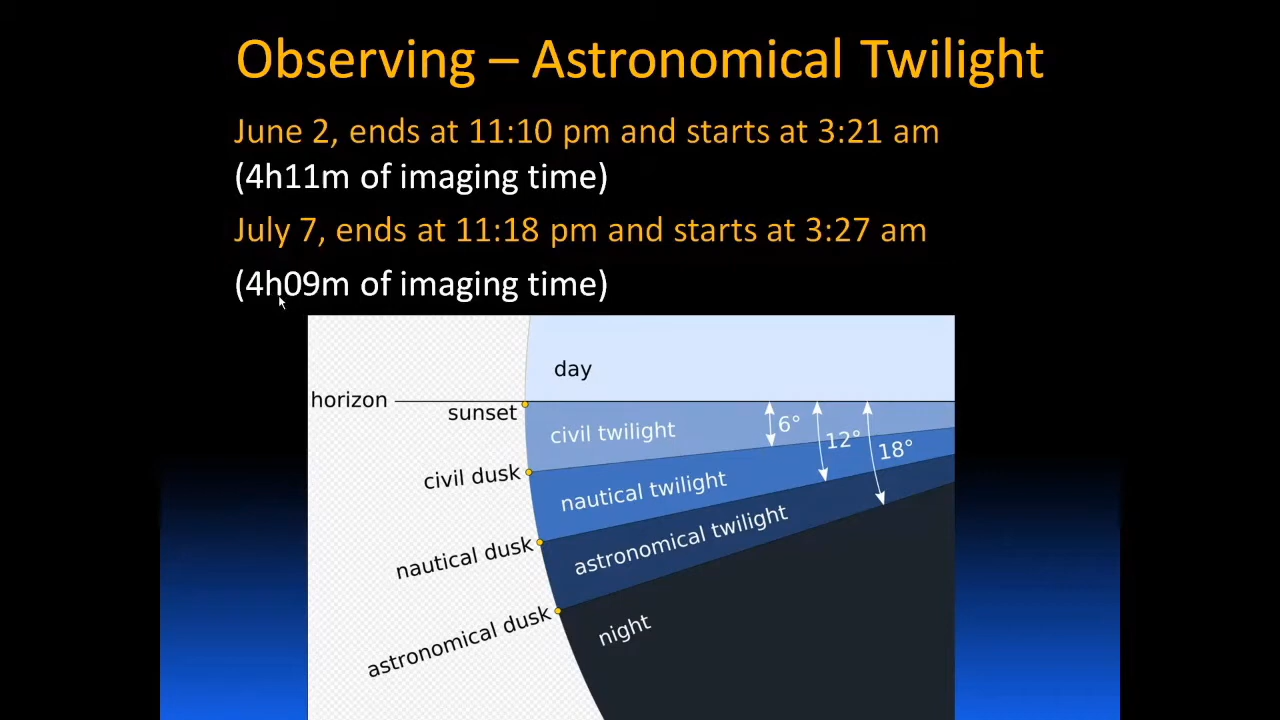 Observing – Astronomical Twilight
June 2, ends at 11:10 pm and starts at 3:21 am
(4h11m of imaging time)
July 7, ends at 11:18 pm and starts at 3:27 am
(4h09m of imaging time)
day
horizon
sunset
civil twilight
6°
12°
18°
civil dusk
nautical twilight
nautical dusk
astronomical twilight
astronomical dusk
night